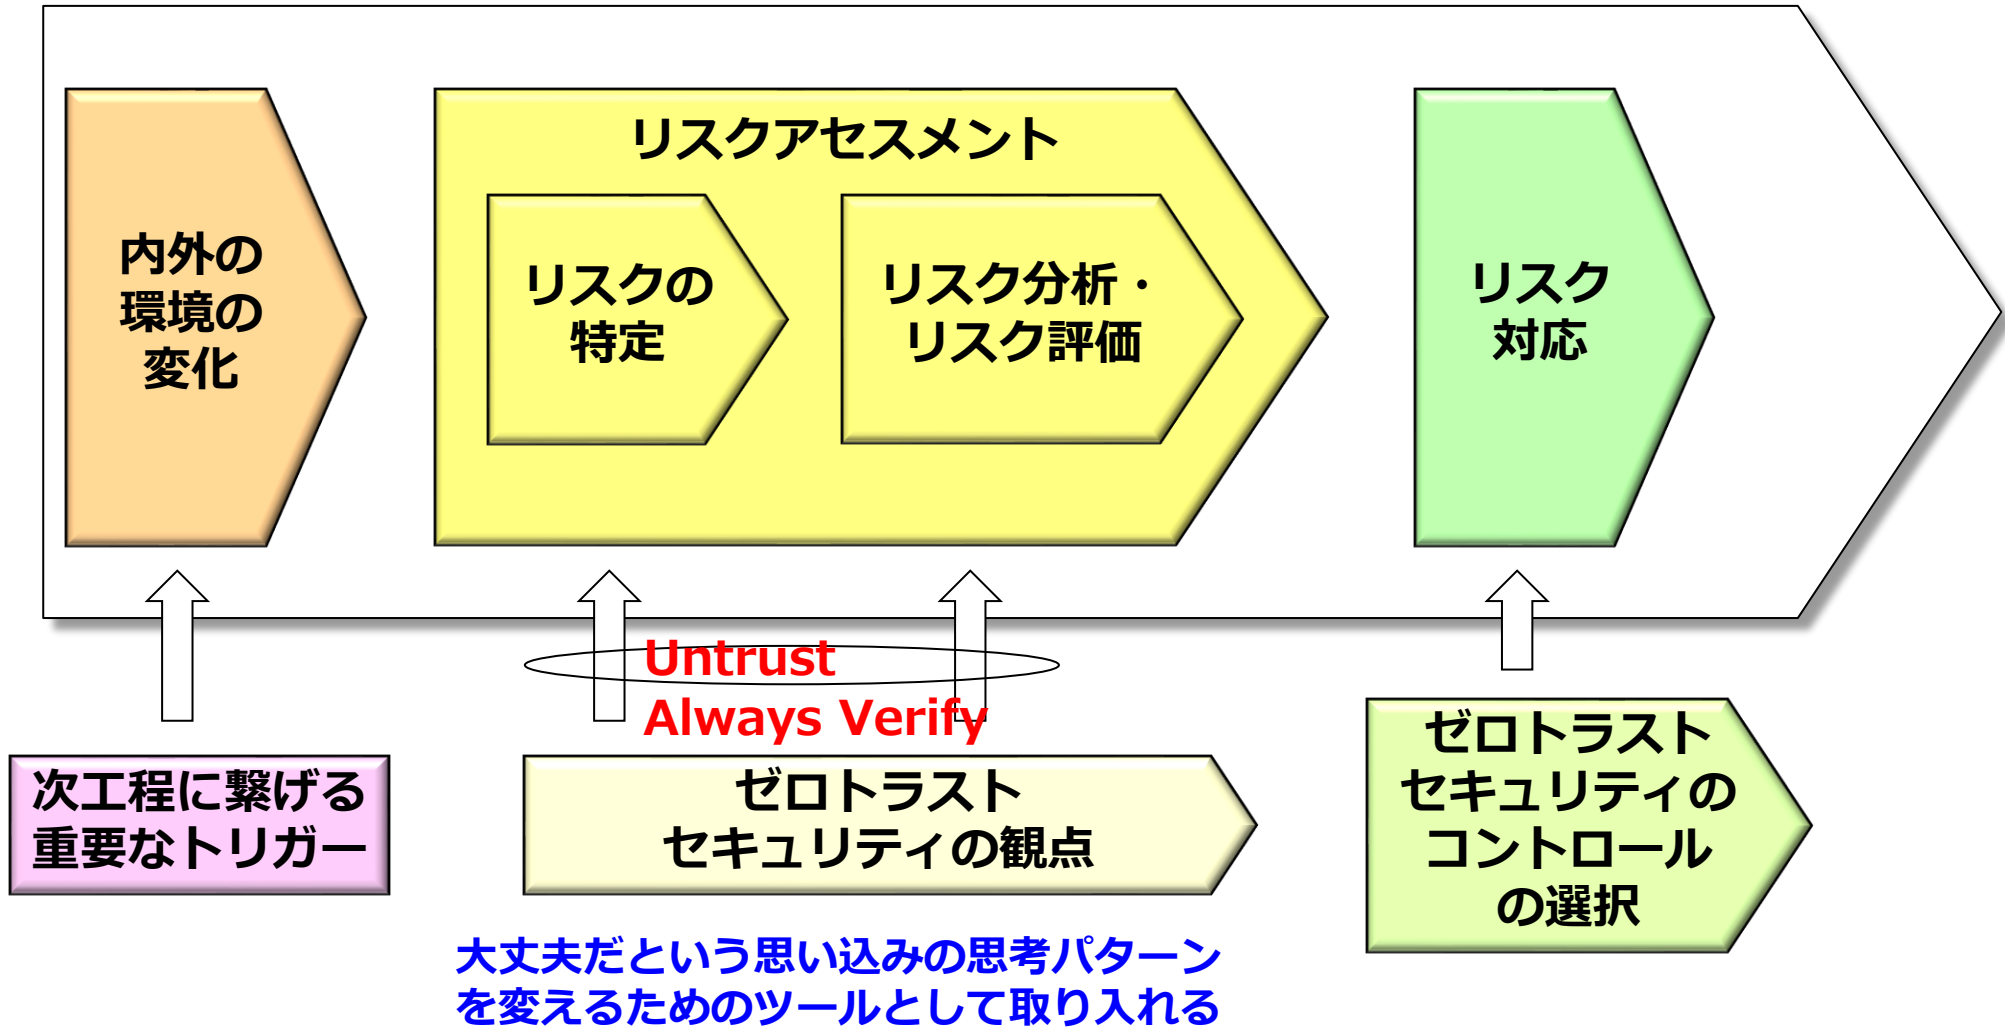 リスクアセスメント
内外の
環境の
変化
リスクの
特定
リスク分析・
リスク評価
リスク
対応
Untrust
Always Verify
次工程に繋げる
重要なトリガー
ゼロトラスト
セキュリティの観点
ゼロトラスト
セキュリティの
コントロール
の選択
大丈夫だという思い込みの思考パターン
を変えるためのツールとして取り入れる